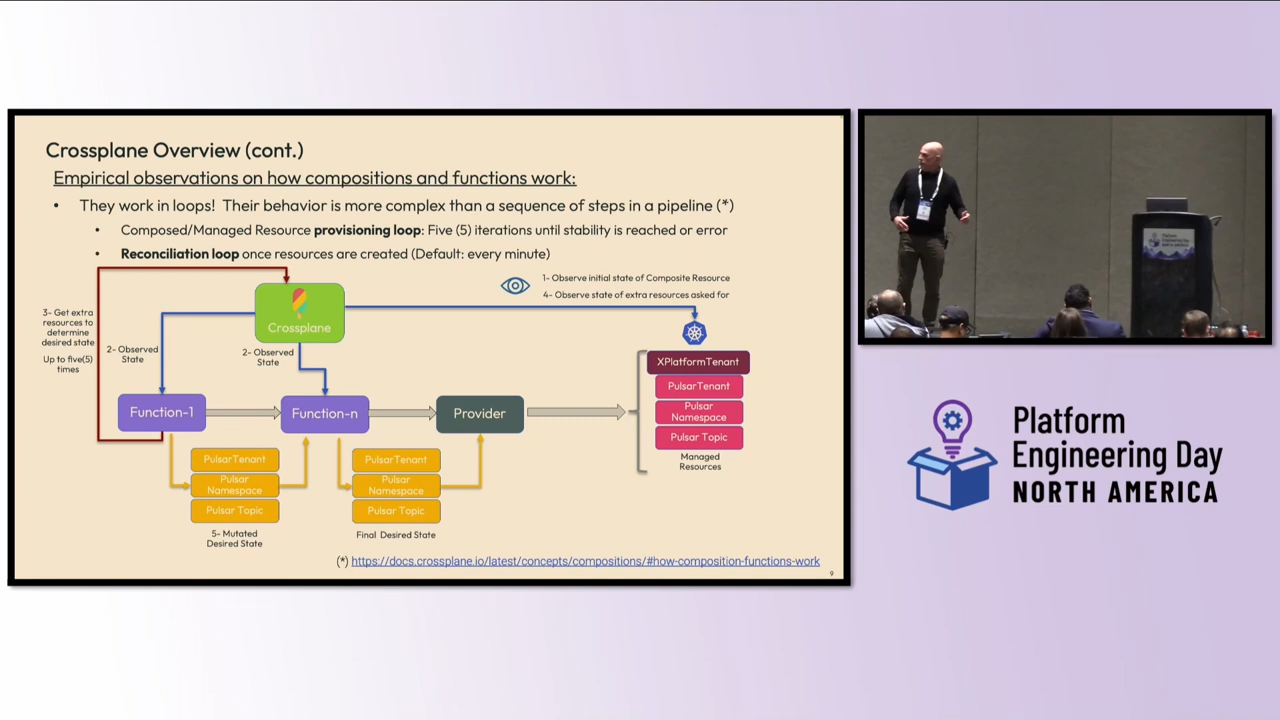 Crossplane Overview (cont.)
Empirical observations on how compositions and functions work:
• They work in loops! Their behavior is more complex than a sequence of steps in a pipeline (*)
• Composed/Managed Resource provisioning loop: Five (5) iterations until stability is reached or error
• Reconciliation loop once resources are created (Default: every minute)
1- Observe initial state of Composite Resource
4- Observe state of extra resources asked for
3- Get extra
resources to
determine
desired state
Up to five(5)
times
Crossplane
2- Observed
State
2- Observed
State
Function-1
Function-n
Provider
XPlatformTenant
PulsarTenant
Pulsar
Namespace
Pulsar Topic
Managed
Resources
PulsarTenant
Pulsar
Namespace
Pulsar Topic
5- Mutated
Desired State
PulsarTenant
Pulsar
Namespace
Pulsar Topic
Final Desired State
(*) https://docs.crossplane.io/latest/concepts/compositions/#how-composition-functions-work
9
Platform
Engineering Day
NORTH AMERICA
Platform
Engineering Day
NORTH AMERICA